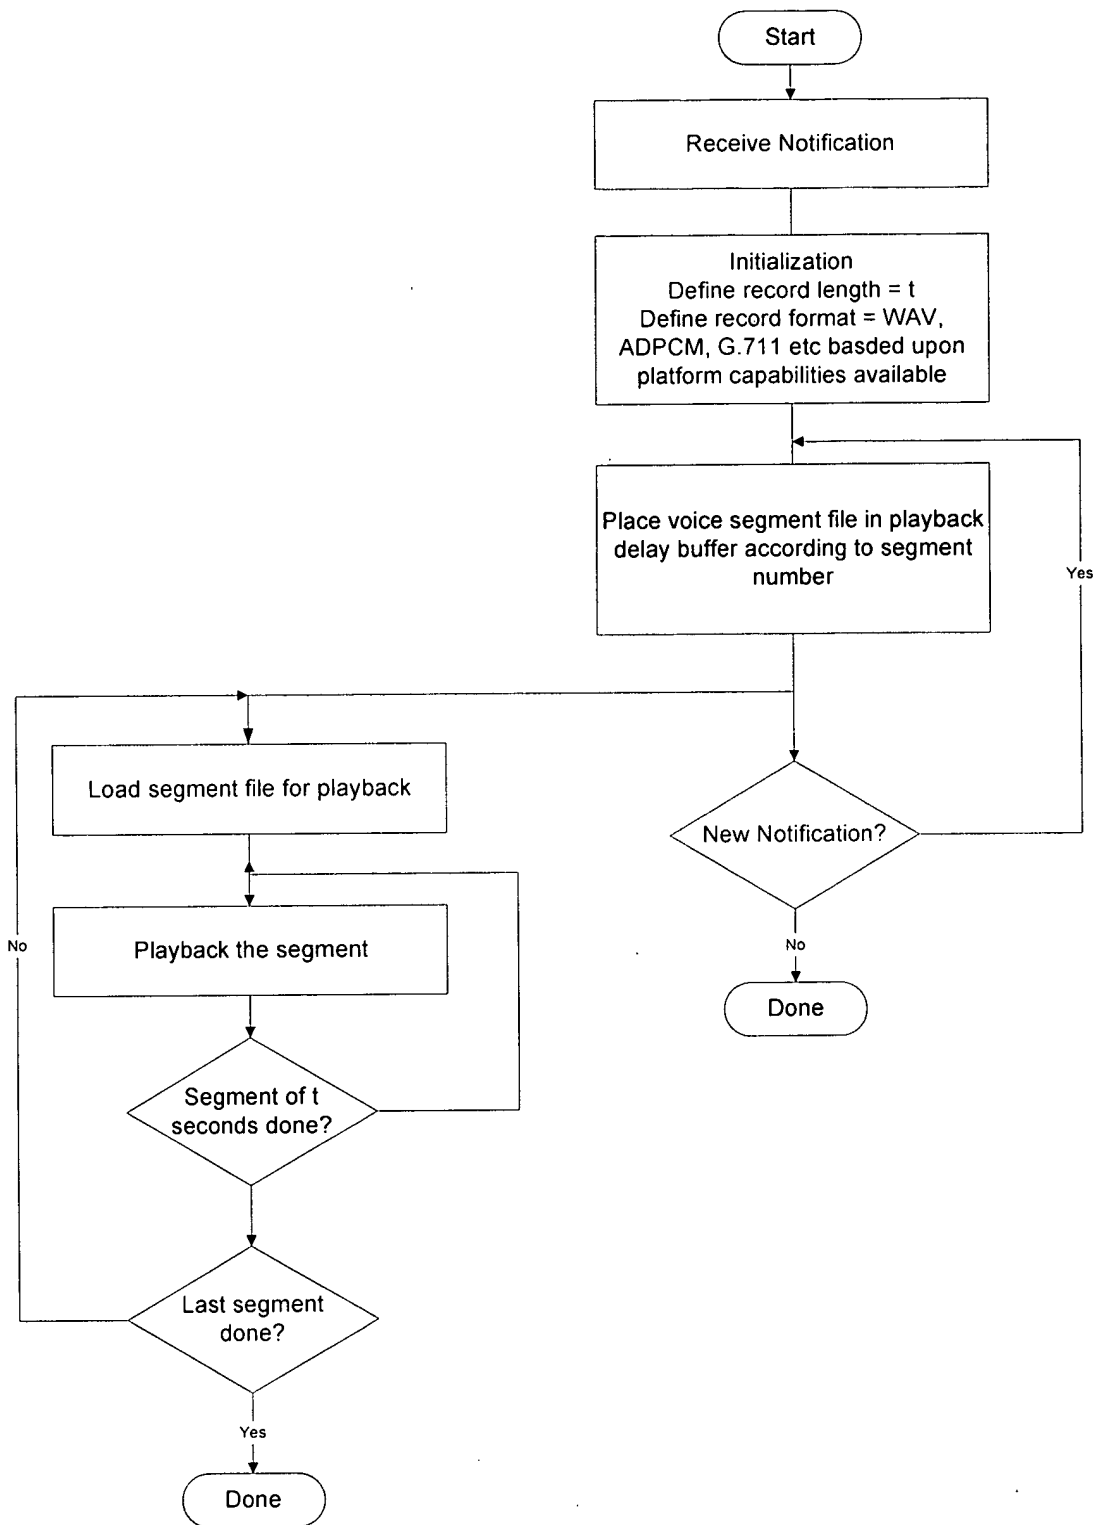 Start
Receive Notification
Initialization
Define record length = t
Define record format = WAV,
ADPCM, G.711 etc basded upon
platform capabilities available
Place voice segment file in playback
delay buffer according to segment
number
Yes
Load segment file for playback
New Notification?
No
Playback the segment
No
Done
Segment of t
seconds done?
Last segment
done?
Yes
Done